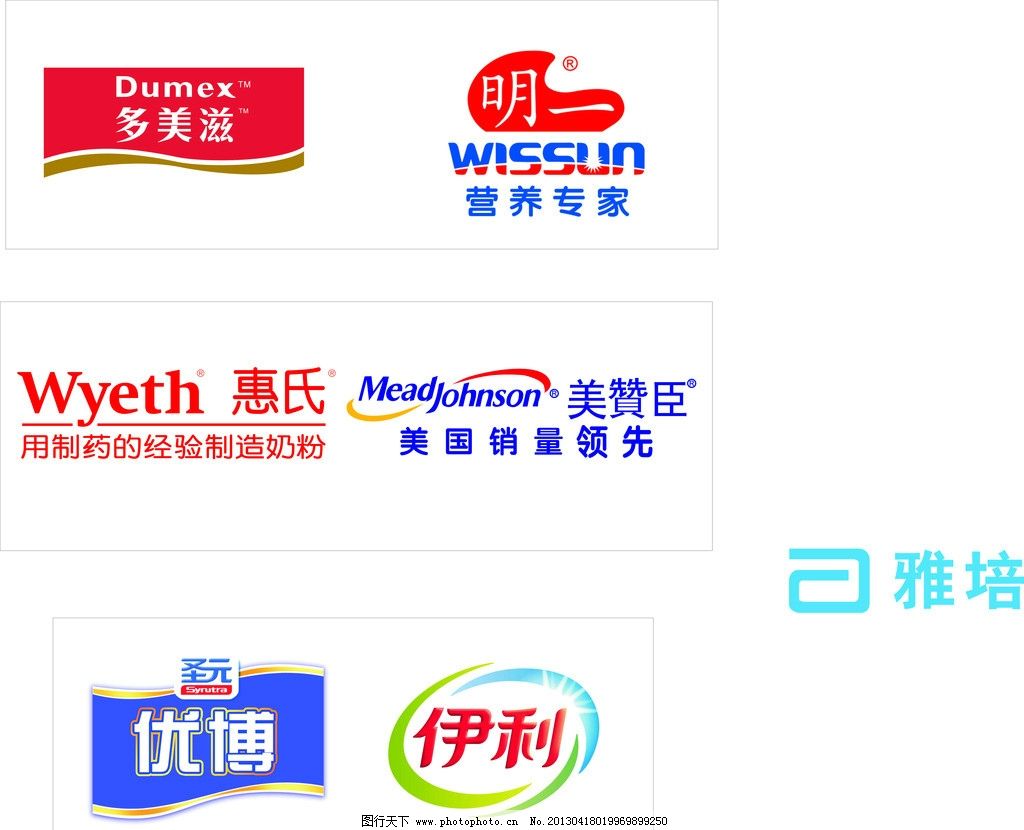 Dumex™
多美滋™
明一®
WISSUN
营养专家
Wyeth® 惠氏®
用制药的经验制造奶粉
MeadJohnson® 美贊臣®
美国销量领先
雅培
圣元
Synutra
优博
伊利
图行天下 www.photophoto.cn No.20130418019969899250